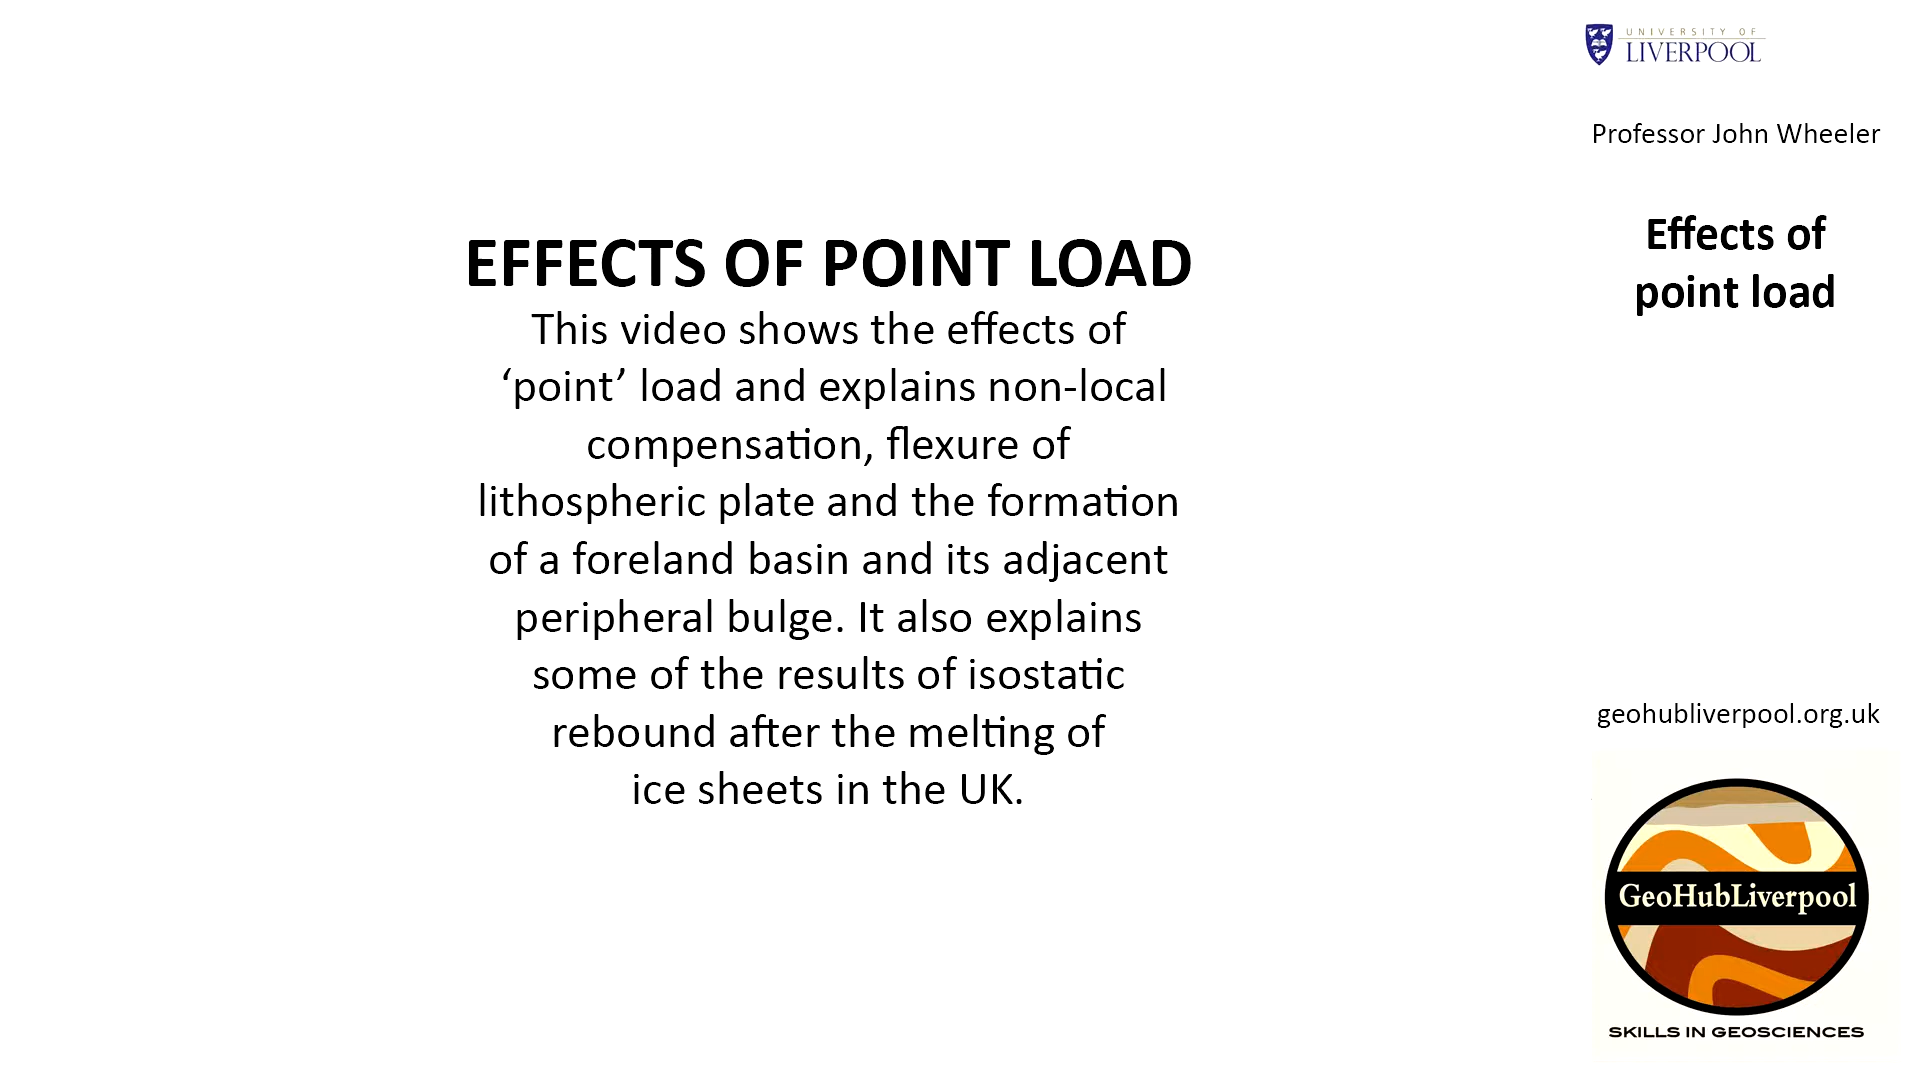 UNIVERSITY OF
LIVERPOOL
Professor John Wheeler
Effects of
point load
EFFECTS OF POINT LOAD
This video shows the effects of
‘point’ load and explains non-local
compensation, flexure of
lithospheric plate and the formation
of a foreland basin and its adjacent
peripheral bulge. It also explains
some of the results of isostatic
rebound after the melting of
ice sheets in the UK.
geohubliverpool.org.uk
GeoHubLiverpool
SKILLS IN GEOSCIENCES